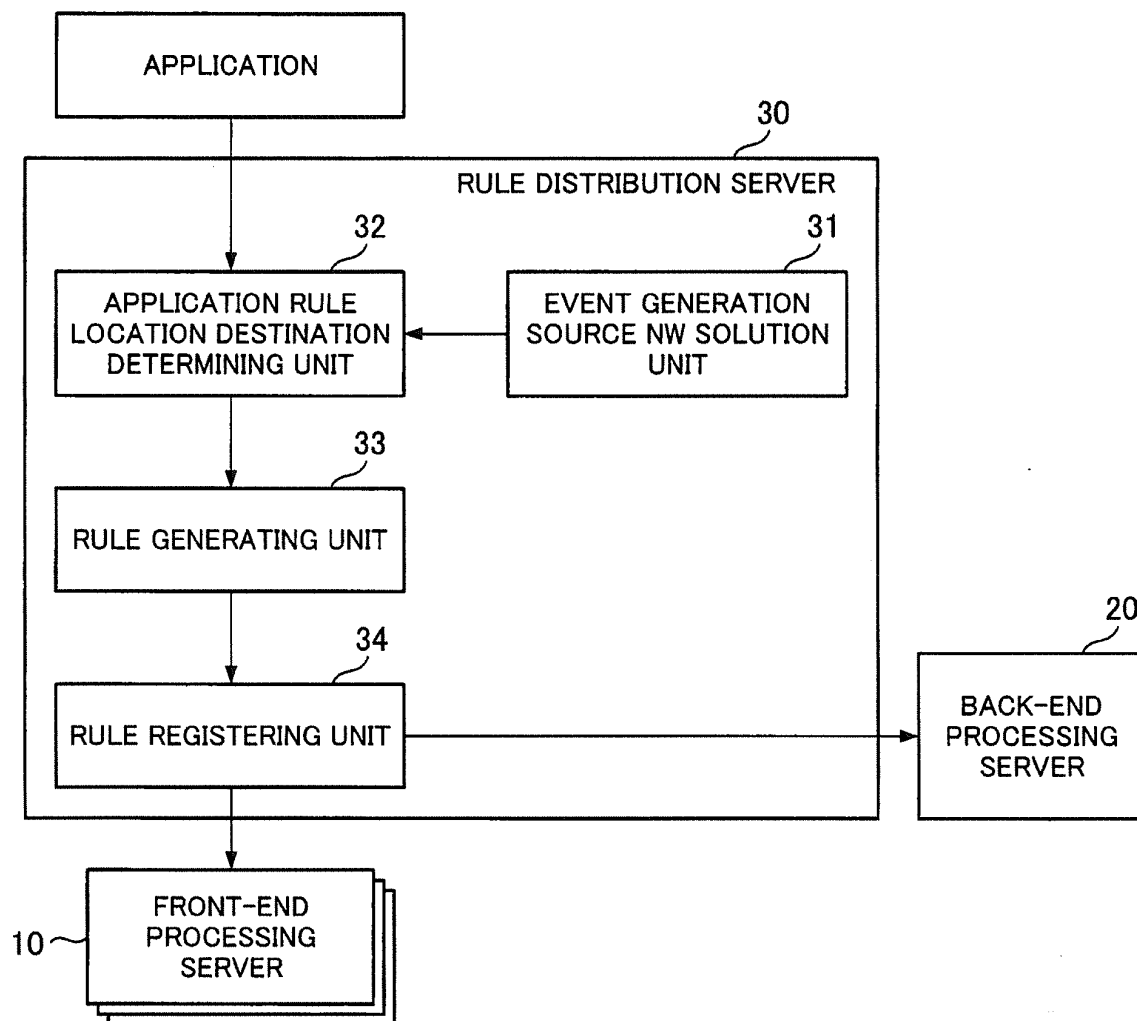 APPLICATION
30
RULE DISTRIBUTION SERVER
32
31
APPLICATION RULE
LOCATION DESTINATION
DETERMINING UNIT
EVENT GENERATION
SOURCE NW SOLUTION
UNIT
33
RULE GENERATING UNIT
34
RULE REGISTERING UNIT
20
BACK-END
PROCESSING
SERVER
10
FRONT-END
PROCESSING
SERVER